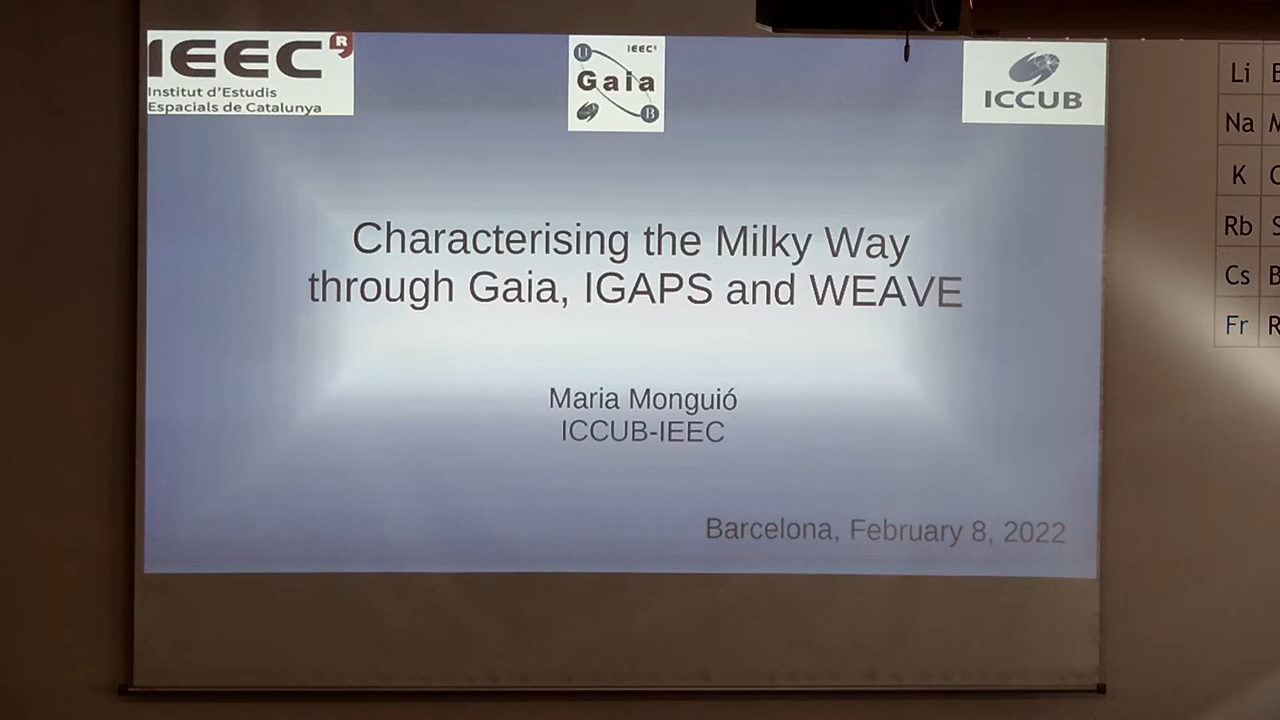 IEEC R
Institut d'Estudis
Espacials de Catalunya
U IEEC R
Gaia
B
ICCUB
Characterising the Milky Way
through Gaia, IGAPS and WEAVE
Maria Monguió
ICCUB-IEEC
Barcelona, February 8, 2022
Li
Na
K
Rb
Cs
Fr